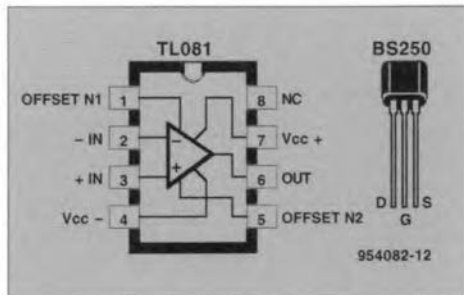 TL081
BS250
OFFSET N1
1
8
NC
– IN
2
–
7
Vcc +
+ IN
3
+
6
OUT
Vcc –
4
5
OFFSET N2
D
G
S
954082-12